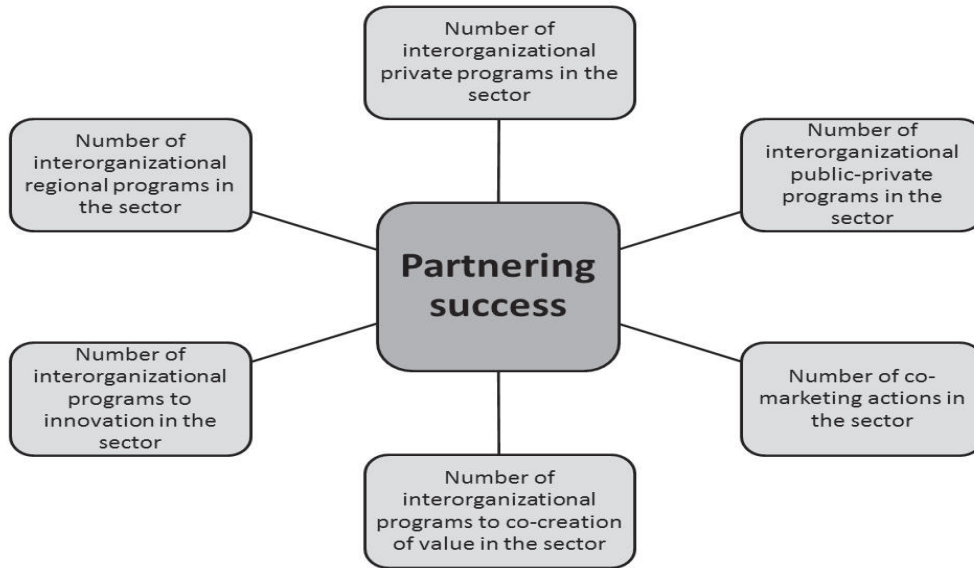 Number of
interorganizational
private programs in the
sector
Number of
interorganizational
regional programs in
the sector
Number of
interorganizational
public-private
programs in the
sector
Partnering
success
Number of
interorganizational
programs to
innovation in the
sector
Number of co-
marketing actions in
the sector
Number of
interorganizational
programs to co-creation
of value in the sector